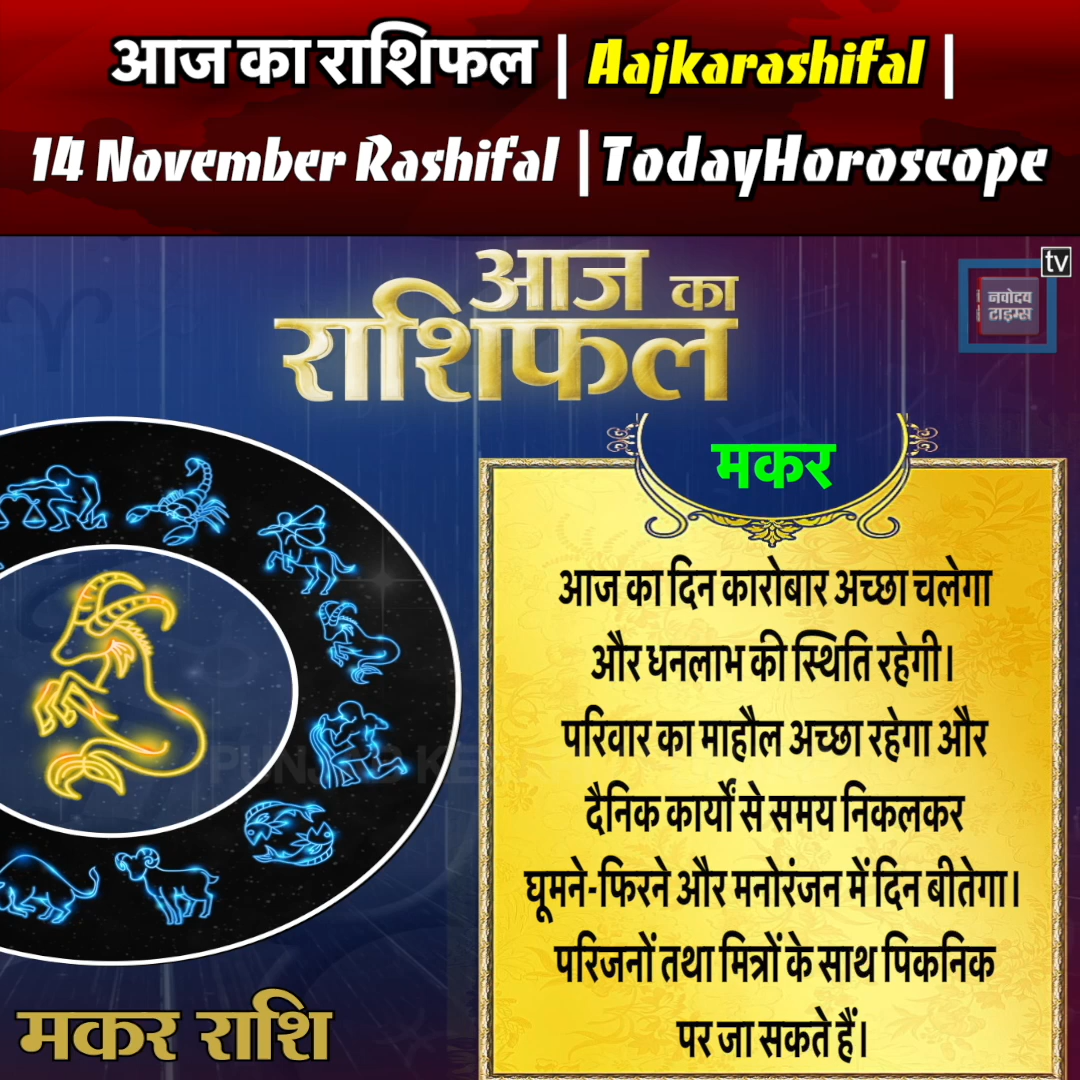 आज का राशिफल | Aajkarashifal |
14 November Rashifal | TodayHoroscope
आज का
राशिफल
tv
नवोदय
टाइम्स
मकर
आज का दिन कारोबार अच्छा चलेगा
और धनलाभ की स्थिति रहेगी।
परिवार का माहौल अच्छा रहेगा और
दैनिक कार्यों से समय निकलकर
घूमने-फिरने और मनोरंजन में दिन बीतेगा।
परिजनों तथा मित्रों के साथ पिकनिक
पर जा सकते हैं।
मकर राशि